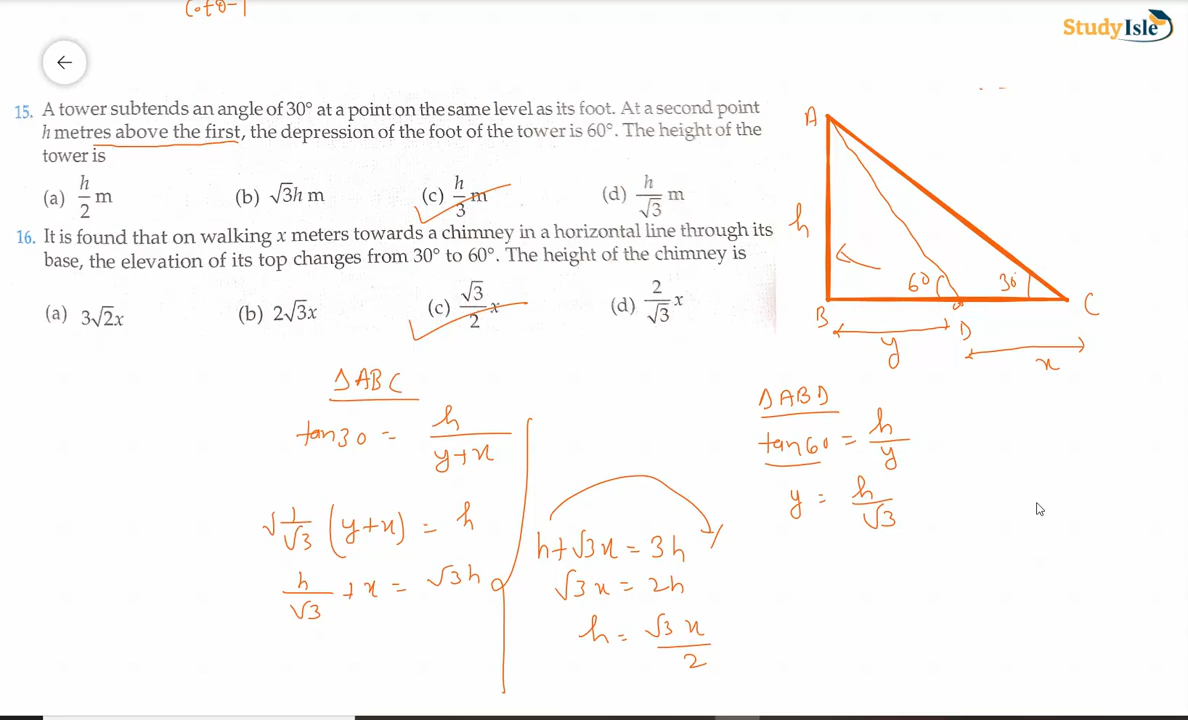 Cotθ-1
StudyIsle
15. A tower subtends an angle of 30° at a point on the same level as its foot. At a second point
h metres above the first, the depression of the foot of the tower is 60°. The height of the
tower is
(a) h/2 m (b) √3h m (c) h/3 m (d) h/√3 m
16. It is found that on walking x meters towards a chimney in a horizontal line through its
base, the elevation of its top changes from 30° to 60°. The height of the chimney is
(a) 3√2x (b) 2√3x (c) √3/2 x (d) 2/√3 x
A
h
60 30°
B D C
y x
ΔABC
tan30 = h/y+x
1/√3 (y+x) = h
h/√3 + x = √3h
h+√3x = 3h
√3x = 2h
h = √3x/2
ΔABD
tan60 = h/y
y = h/√3